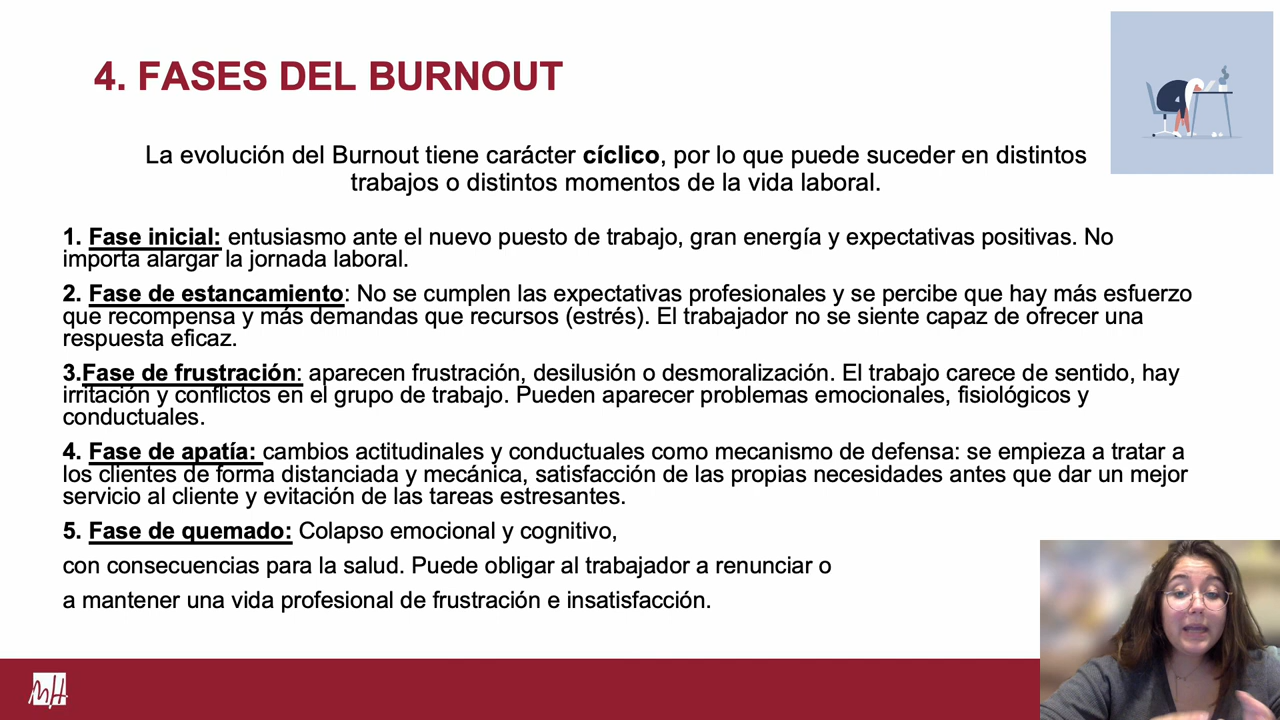 4. FASES DEL BURNOUT
La evolución del Burnout tiene carácter cíclico, por lo que puede suceder en distintos
trabajos o distintos momentos de la vida laboral.
1. Fase inicial: entusiasmo ante el nuevo puesto de trabajo, gran energía y expectativas positivas. No
importa alargar la jornada laboral.
2. Fase de estancamiento: No se cumplen las expectativas profesionales y se percibe que hay más esfuerzo
que recompensa y más demandas que recursos (estrés). El trabajador no se siente capaz de ofrecer una
respuesta eficaz.
3.Fase de frustración: aparecen frustración, desilusión o desmoralización. El trabajo carece de sentido, hay
irritación y conflictos en el grupo de trabajo. Pueden aparecer problemas emocionales, fisiológicos y
conductuales.
4. Fase de apatía: cambios actitudinales y conductuales como mecanismo de defensa: se empieza a tratar a
los clientes de forma distanciada y mecánica, satisfacción de las propias necesidades antes que dar un mejor
servicio al cliente y evitación de las tareas estresantes.
5. Fase de quemado: Colapso emocional y cognitivo,
con consecuencias para la salud. Puede obligar al trabajador a renunciar o
a mantener una vida profesional de frustración e insatisfacción.
MH